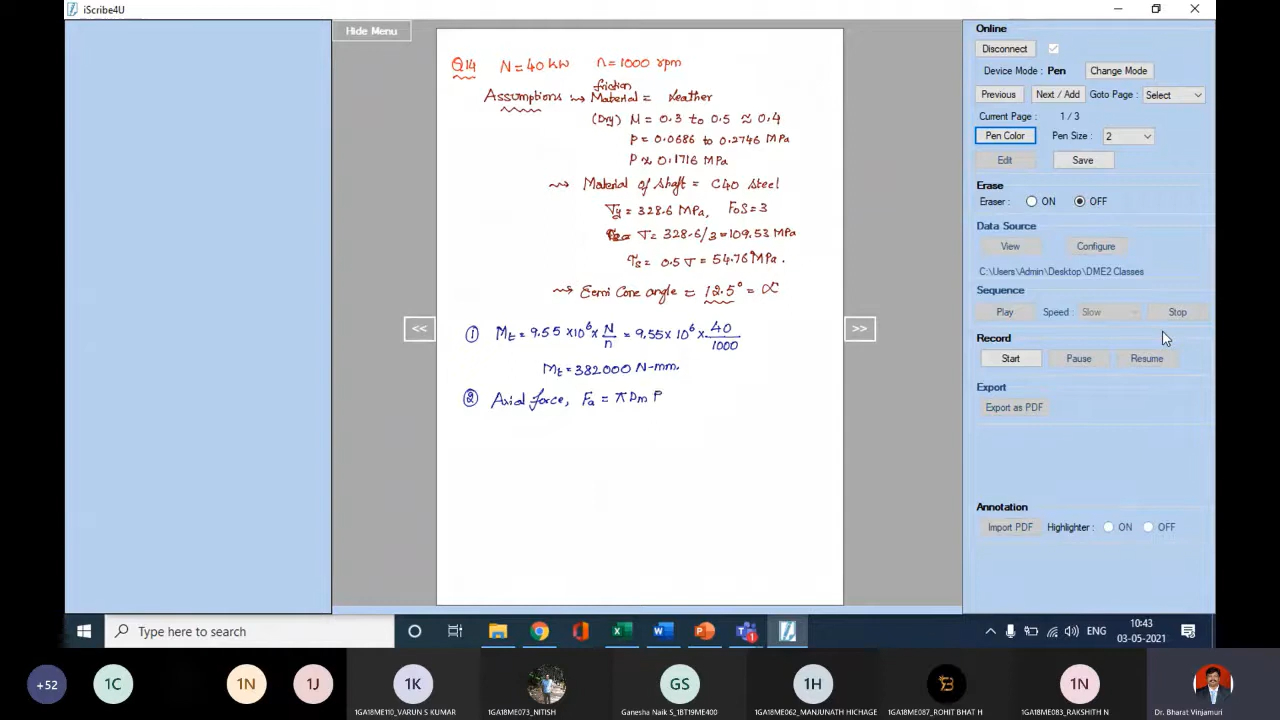 iScribe4U
Hide Menu
Q14 N = 40 kW n = 1000 rpm
friction
Assumptions ⇝ Material = Leather
(Dry) μ = 0.3 to 0.5 ≈ 0.4
P = 0.0686 to 0.2746 MPa
P ≈ 0.1716 MPa
⇝ Material of shaft = C40 steel
σy = 328.6 MPa, FoS = 3
σ = 328.6/3 = 109.53 MPa
τs = 0.5 σ = 54.76 MPa.
⇝ Semi Cone angle = 12.5° = α
① Mt = 9.55 × 10⁶ × N/n = 9.55 × 10⁶ × 40/1000
Mt = 382000 N-mm.
② Axial force, Fa = π Dm P
<<
>>
Online
Disconnect
Device Mode : Pen Change Mode
Previous Next / Add Goto Page : Select
Current Page : 1 / 3
Pen Color Pen Size : 2
Edit Save
Erase
Eraser : ON OFF
Data Source
View Configure
C:\Users\Admin\Desktop\DME2 Classes
Sequence
Play Speed : Slow Stop
Record
Start Pause Resume
Export
Export as PDF
Annotation
Import PDF Highlighter : ON OFF
Type here to search
ENG
10:43
03-05-2021
+52
1C
1N
1J
1K
GS
1H
1N
1GA18ME110_VARUN S KUMAR
1GA18ME073_NITISH
Ganesha Naik S_1BT19ME400
1GA18ME062_MANJUNATH HICHAGE
1GA18ME087_ROHIT BHAT H
1GA18ME083_RAKSHITH N
Dr. Bharat Vinjamuri